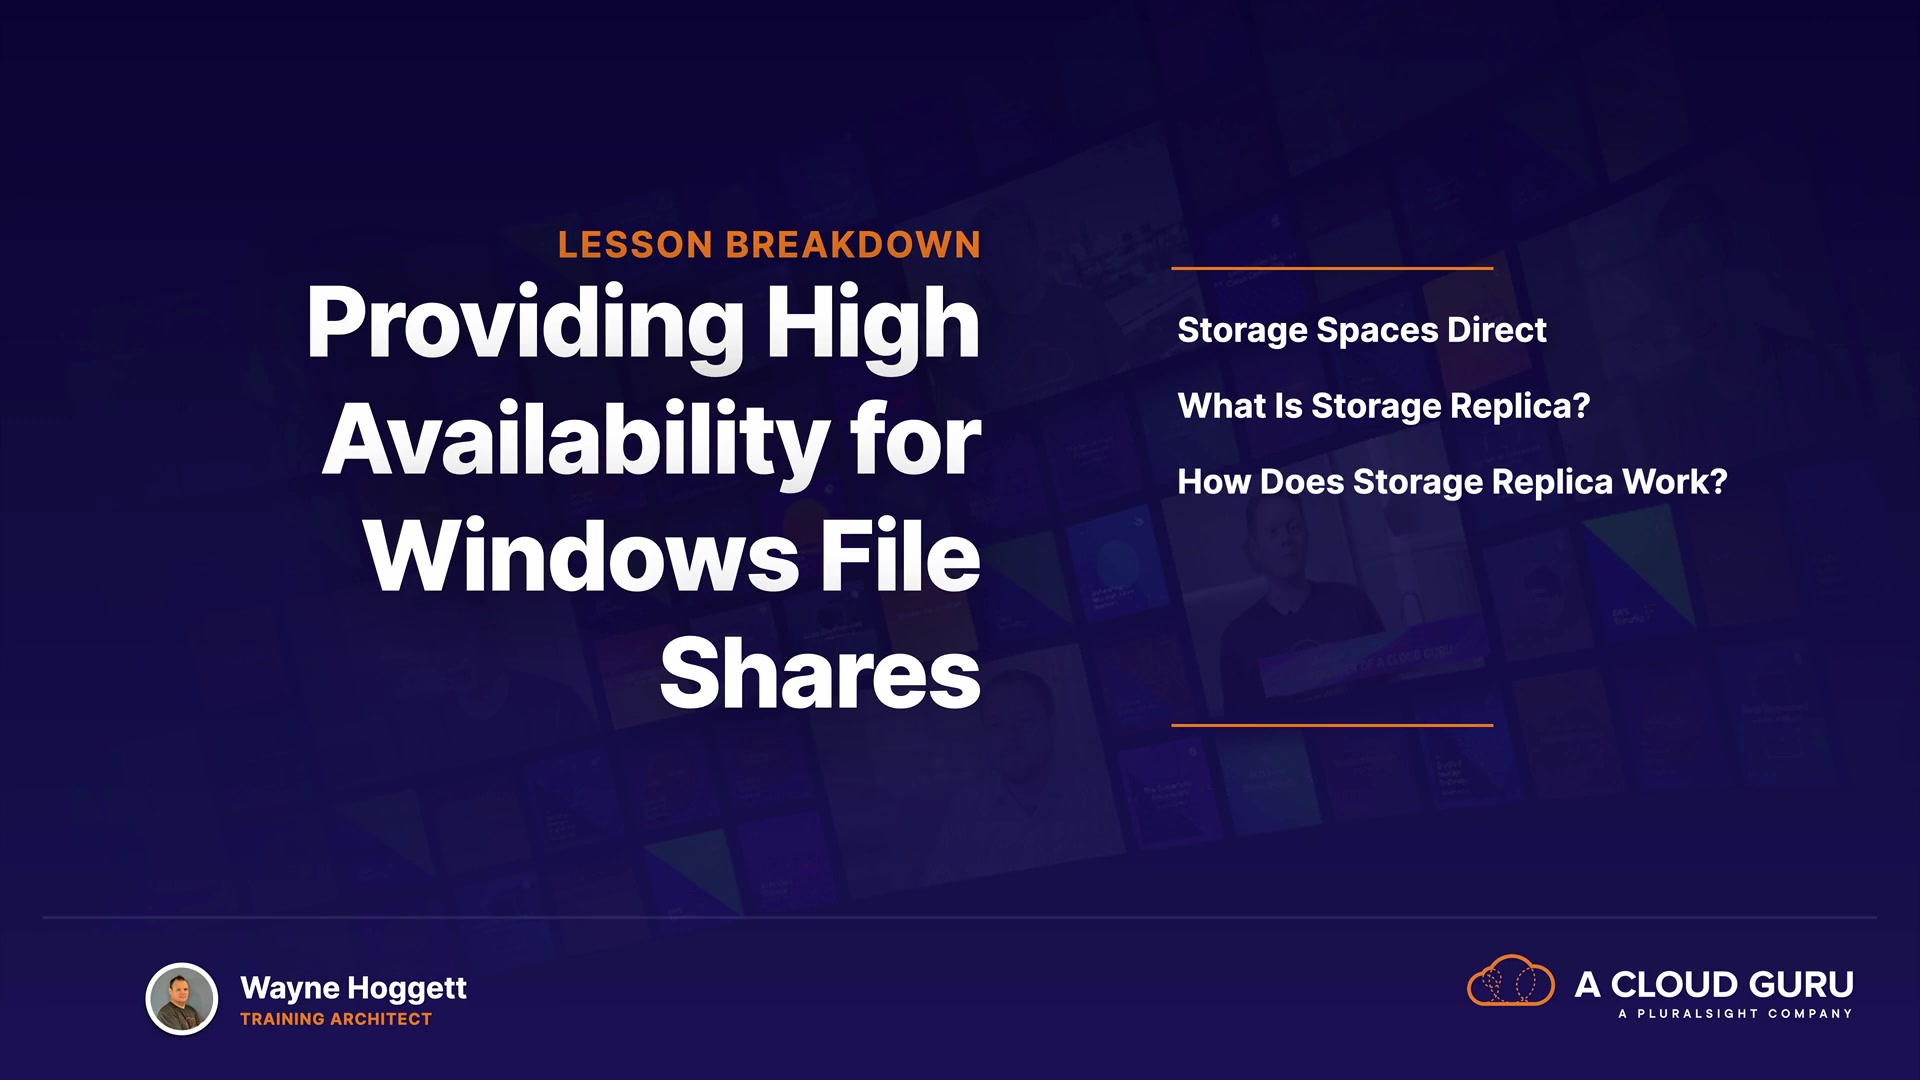 LESSON BREAKDOWN
Providing High
Availability for
Windows File
Shares
Storage Spaces Direct
What Is Storage Replica?
How Does Storage Replica Work?
Wayne Hoggett
TRAINING ARCHITECT
A CLOUD GURU
A PLURALSIGHT COMPANY